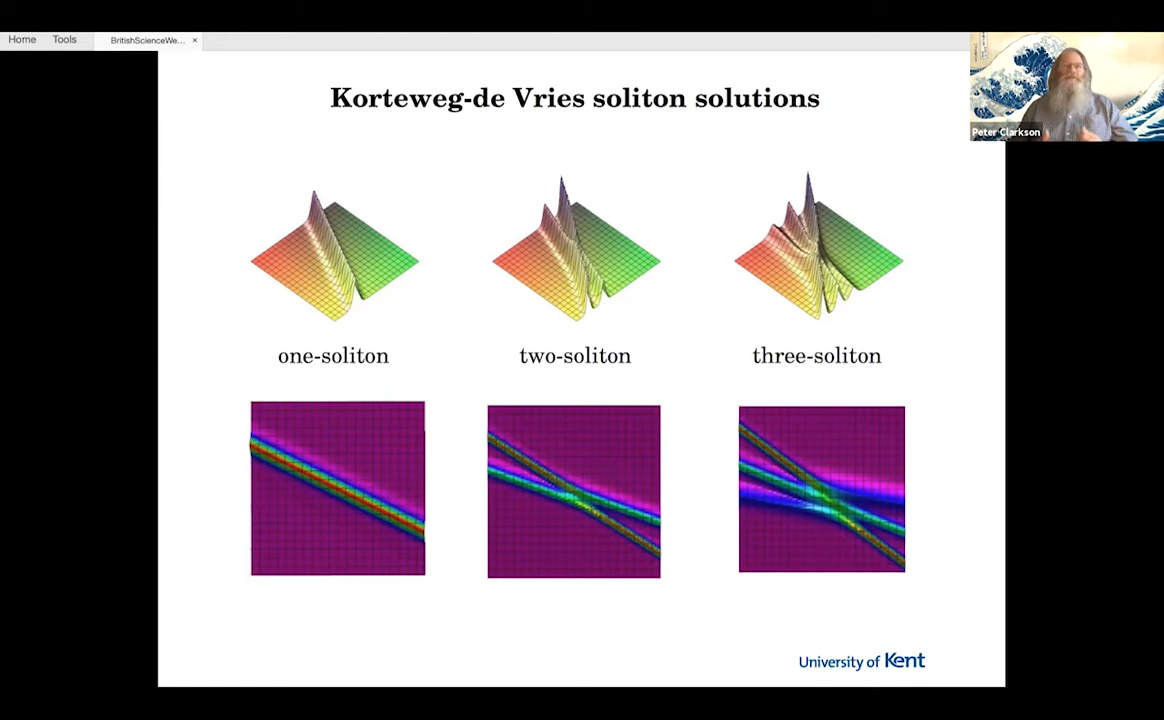 Home Tools BritishScienceWe... ×
Korteweg-de Vries soliton solutions
Peter Clarkson
one-soliton two-soliton three-soliton
University of Kent